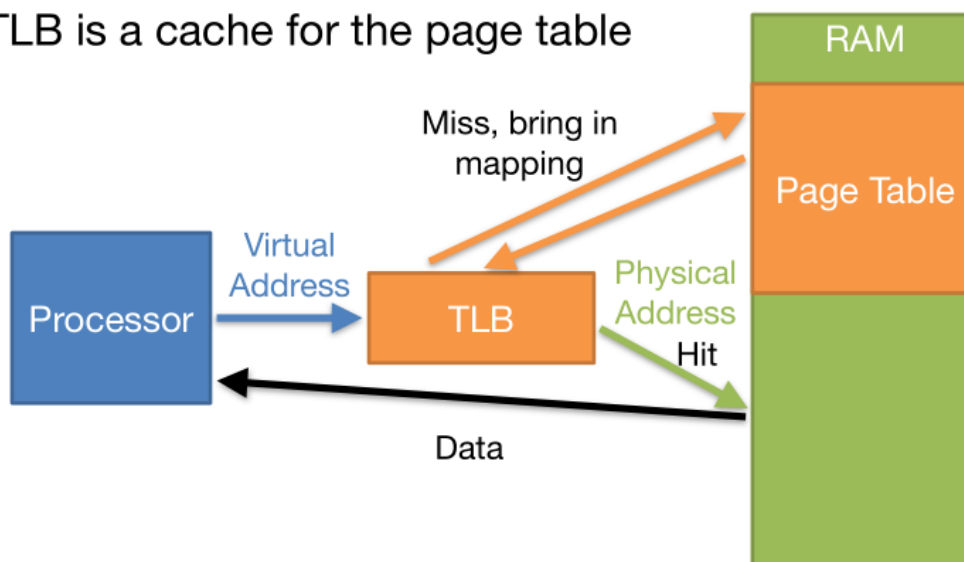 TLB is a cache for the page table
RAM
Miss, bring in
mapping
Page Table
Virtual
Address
Processor
TLB
Physical
Address
Hit
Data